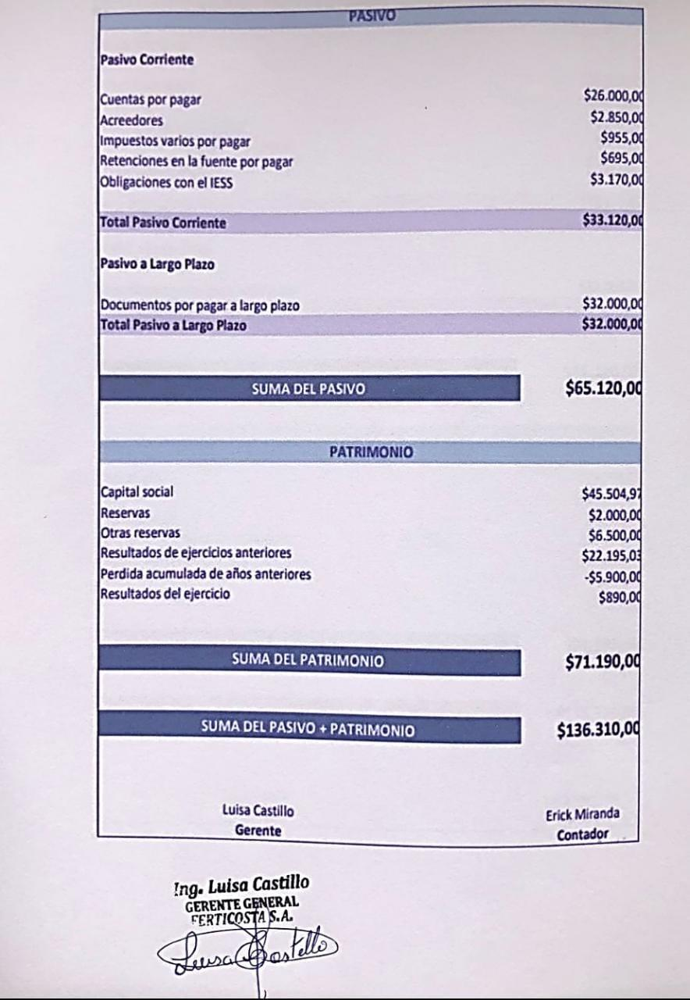 PASIVO
Pasivo Corriente
Cuentas por pagar $26.000,00
Acreedores $2.850,00
Impuestos varios por pagar $955,00
Retenciones en la fuente por pagar $695,00
Obligaciones con el IESS $3.170,00
Total Pasivo Corriente $33.120,00
Pasivo a Largo Plazo
Documentos por pagar a largo plazo $32.000,00
Total Pasivo a Largo Plazo $32.000,00
SUMA DEL PASIVO $65.120,00
PATRIMONIO
Capital social $45.504,97
Reservas $2.000,00
Otras reservas $6.500,00
Resultados de ejercicios anteriores $22.195,03
Perdida acumulada de años anteriores -$5.900,00
Resultados del ejercicio $890,00
SUMA DEL PATRIMONIO $71.190,00
SUMA DEL PASIVO + PATRIMONIO $136.310,00
Luisa Castillo Erick Miranda
Gerente Contador
Ing. Luisa Castillo
GERENTE GENERAL
FERTICOSTA S.A.
Luisa Castillo